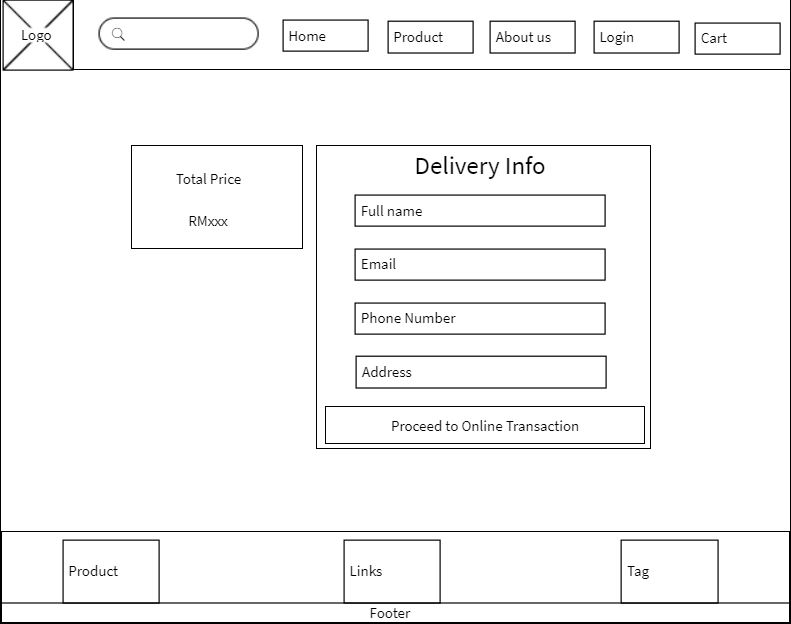 Logo
Home
Product
About us
Login
Cart
Total Price
RMxxx
Delivery Info
Full name
Email
Phone Number
Address
Proceed to Online Transaction
Product
Links
Tag
Footer